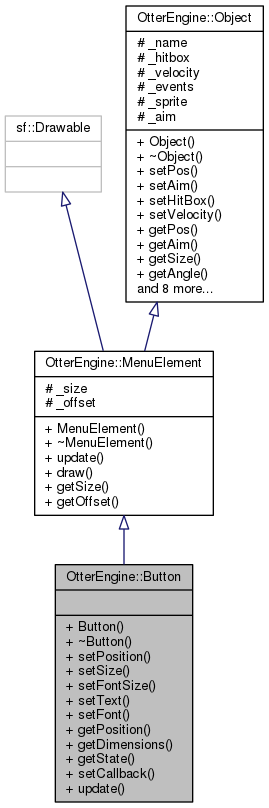 OtterEngine::Object
# _name
# _hitbox
# _velocity
# _events
# _sprite
# _aim
+ Object()
+ ~Object()
+ setPos()
+ setAim()
+ setHitBox()
+ setVelocity()
+ getPos()
+ getAim()
+ getSize()
+ getAngle()
and 8 more...
sf::Drawable
OtterEngine::MenuElement
# _size
# _offset
+ MenuElement()
+ ~MenuElement()
+ update()
+ draw()
+ getSize()
+ getOffset()
OtterEngine::Button
+ Button()
+ ~Button()
+ setPosition()
+ setSize()
+ setFontSize()
+ setText()
+ setFont()
+ getPosition()
+ getDimensions()
+ getState()
+ setCallback()
+ update()